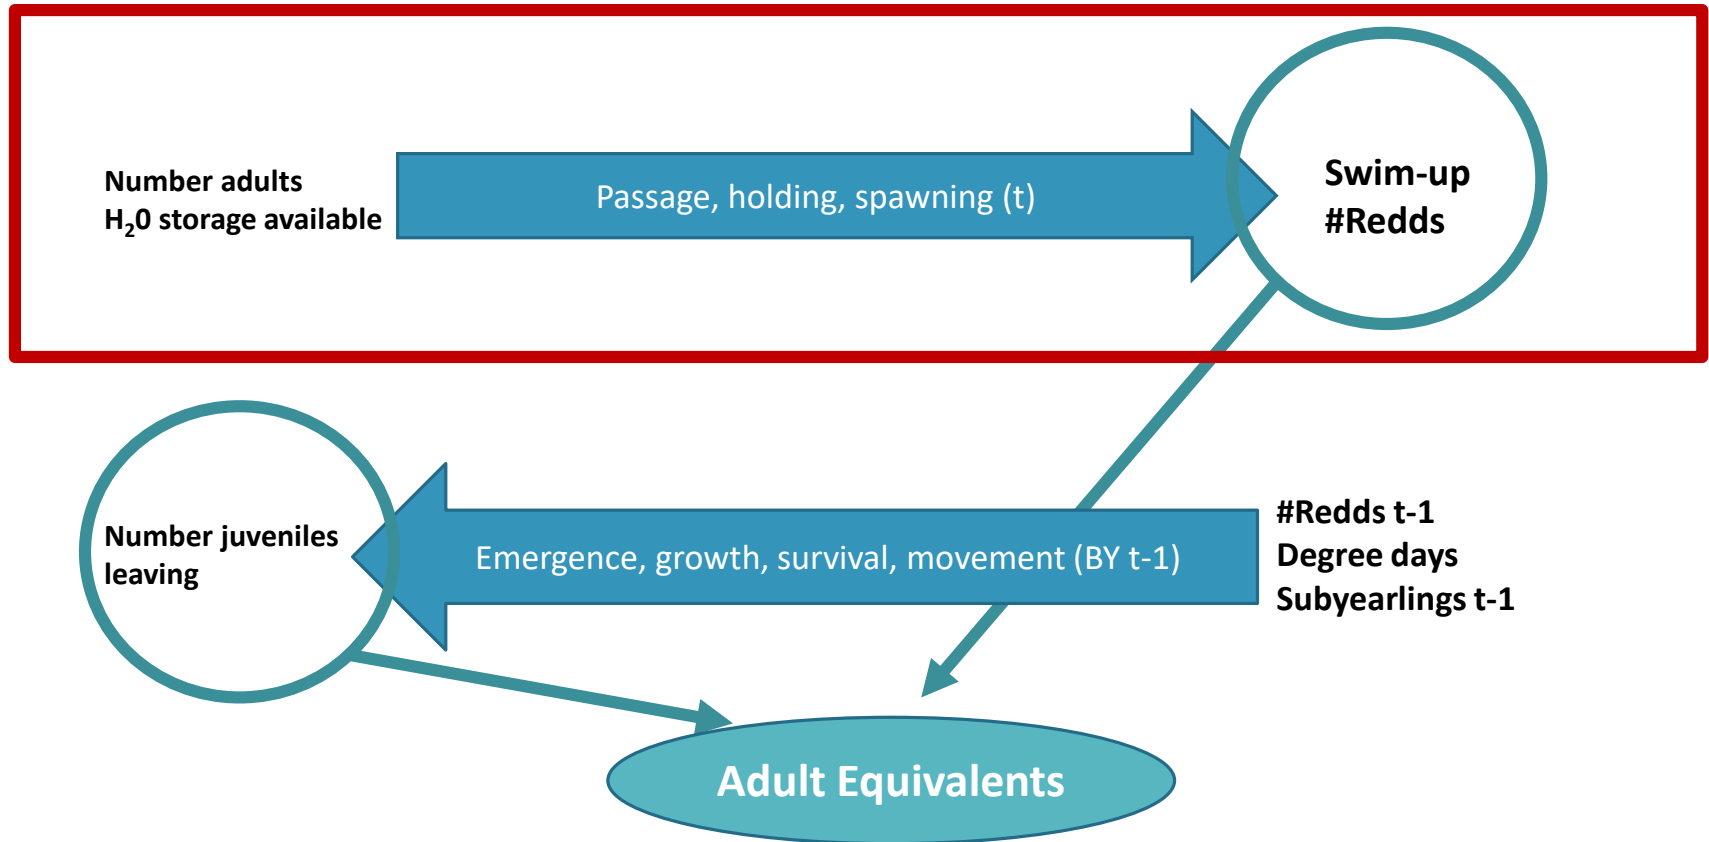 Number adults
H₂0 storage available
Passage, holding, spawning (t)
Swim-up
#Redds
Number juveniles
leaving
Emergence, growth, survival, movement (BY t-1)
#Redds t-1
Degree days
Subyearlings t-1
Adult Equivalents